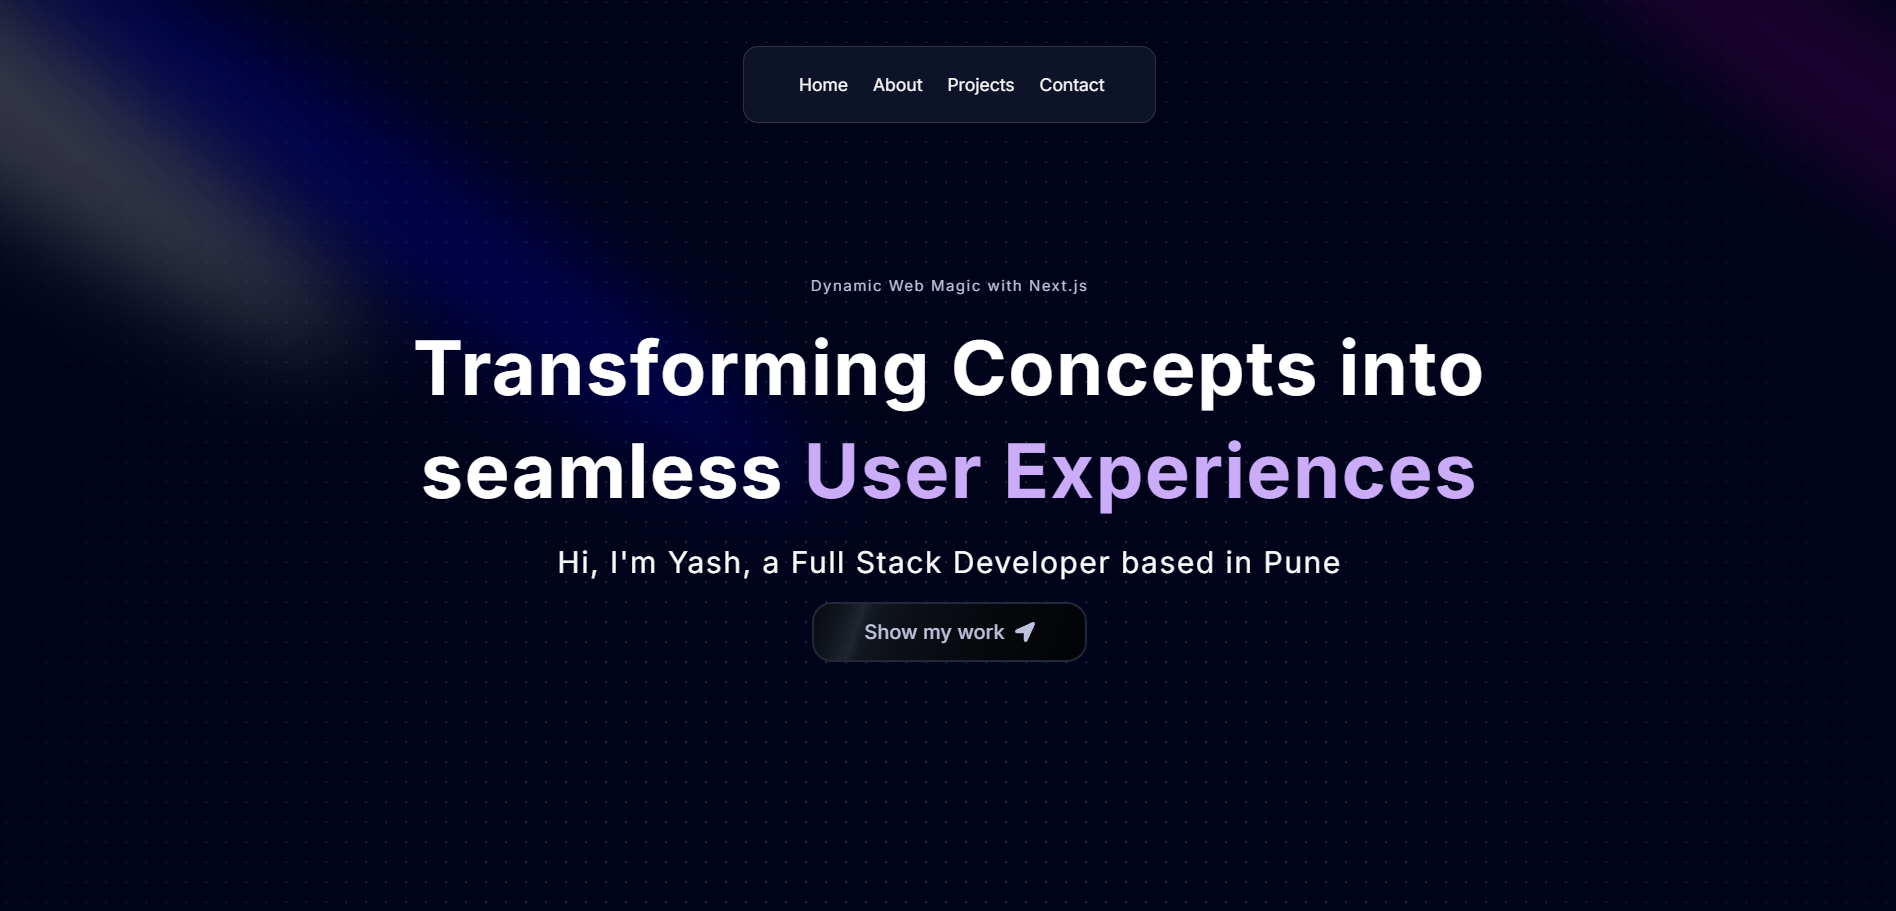 Home About Projects Contact
Dynamic Web Magic with Next.js
Transforming Concepts into
seamless User Experiences
Hi, I'm Yash, a Full Stack Developer based in Pune
Show my work